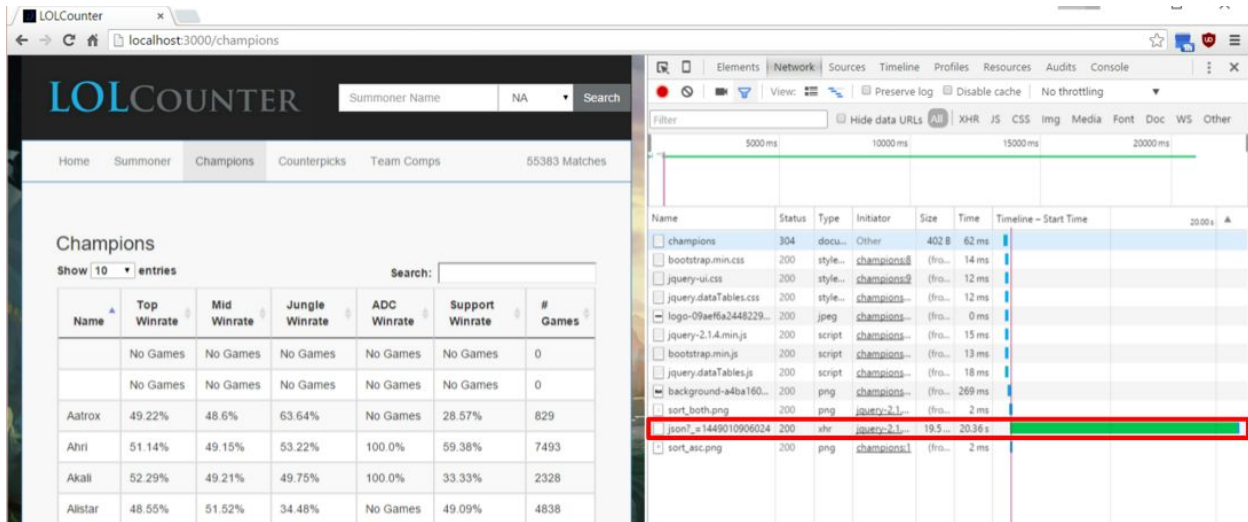 LOLCounter
localhost:3000/champions
LOLCOUNTER
Summoner Name
NA
Search
Home Summoner Champions Counterpicks Team Comps 55383 Matches
Champions
Show 10 entries
Search:
Name Top Winrate Mid Winrate Jungle Winrate ADC Winrate Support Winrate # Games
No Games No Games No Games No Games No Games 0
No Games No Games No Games No Games No Games 0
Aatrox 49.22% 48.6% 63.64% No Games 28.57% 829
Ahri 51.14% 49.15% 53.22% 100.0% 59.38% 7493
Akali 52.29% 49.21% 49.75% 100.0% 33.33% 2328
Alistar 48.55% 51.52% 34.48% No Games 49.09% 4838
Elements Network Sources Timeline Profiles Resources Audits Console
View: Preserve log Disable cache No throttling
Filter Hide data URLs All XHR JS CSS Img Media Font Doc WS Other
5000 ms 10000 ms 15000 ms 20000 ms
Name Status Type Initiator Size Time Timeline – Start Time 20.00 s
champions 304 docu... Other 402 B 62 ms
bootstrap.min.css 200 style... champions:8 (fro... 14 ms
jquery-ui.css 200 style... champions:9 (fro... 12 ms
jquery.dataTables.css 200 style... champions... (fro... 12 ms
logo-09aef6a2448229... 200 jpeg champions... (fro... 0 ms
jquery-2.1.4.min.js 200 script champions... (fro... 15 ms
bootstrap.min.js 200 script champions... (fro... 13 ms
jquery.dataTables.js 200 script champions... (fro... 18 ms
background-a4ba160... 200 png champions... (fro... 269 ms
sort_both.png 200 png jquery-2.1.... (fro... 2 ms
json?_=1449010906024 200 xhr jquery-2.1.... 19.5... 20.36 s
sort_asc.png 200 png champions:1 (fro... 2 ms